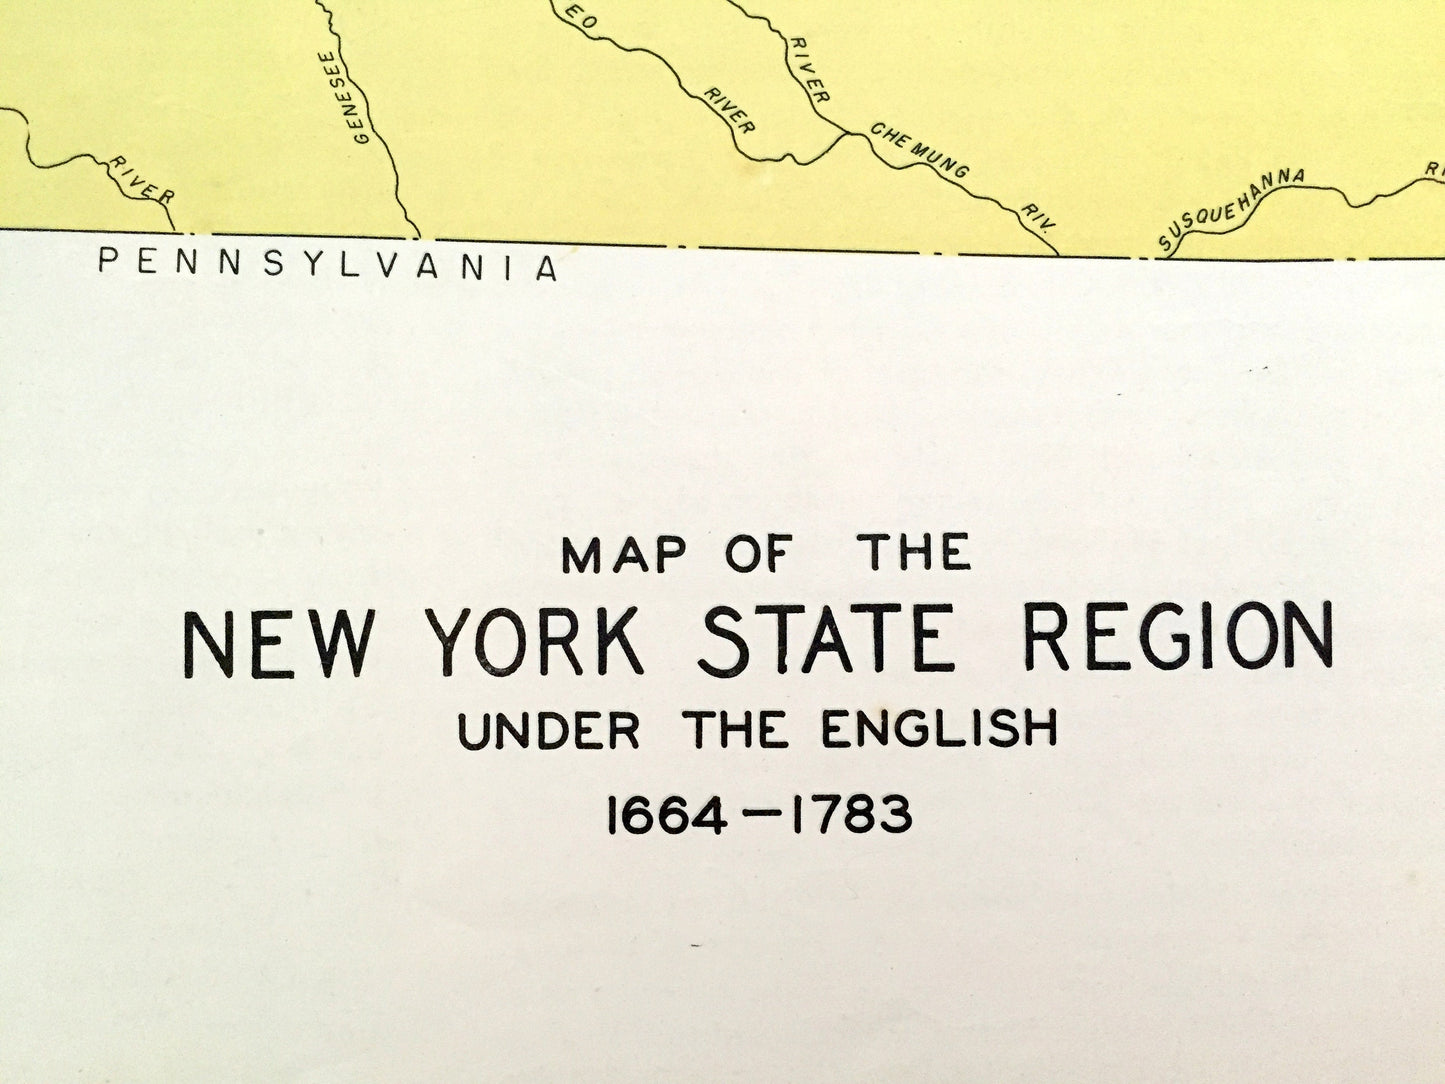 EO
RIVER
RIVER
GENESEE
RIVER
CHEMUNG
RIV.
SUSQUEHANNA
PENNSYLVANIA
MAP OF THE
NEW YORK STATE REGION
UNDER THE ENGLISH
1664-1783